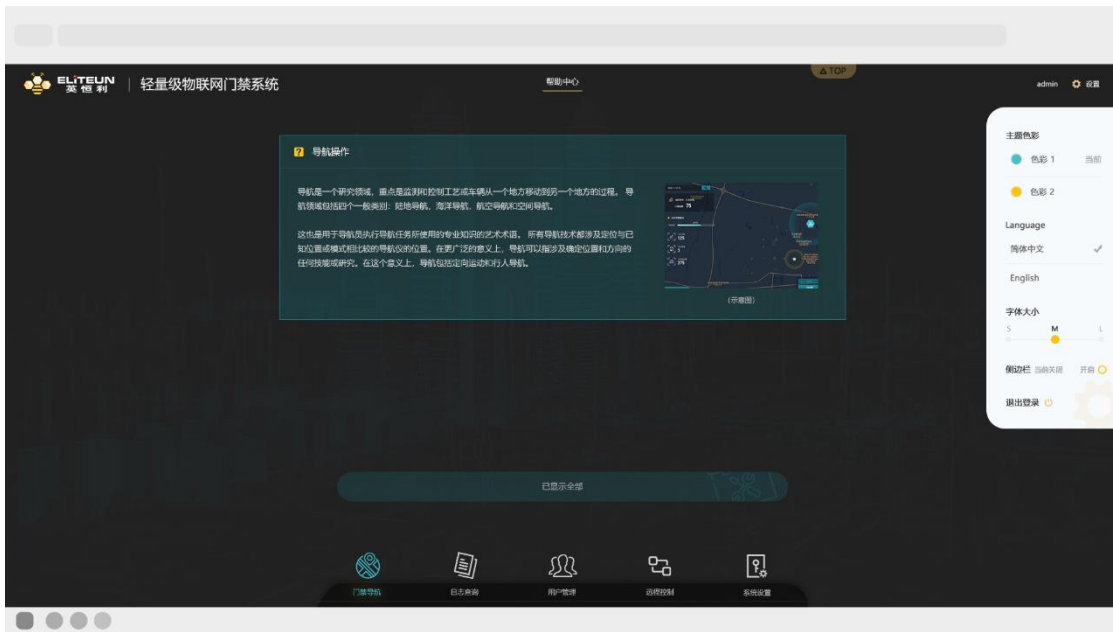 ELiTEUN
英恒利
轻量级物联网门禁系统
帮助中心
TOP
admin
设置
导航操作
导航是一个研究领域，重点是监测和控制工艺或车辆从一个地方移动到另一个地方的过程。 导
航领域包括四个一般类别：陆地导航，海洋导航，航空导航和空间导航。
这也是用于导航员执行导航任务所使用的专业知识的艺术术语。 所有导航技术都涉及定位与已
知位置或模式相比较的导航仪的位置。在更广泛的意义上，导航可以指涉及确定位置和方向的
任何技能或研究。在这个意义上，导航包括定向运动和行人导航。
(示意图)
主题色彩
色彩 1 当前
色彩 2
Language
简体中文
English
字体大小
S M L
侧边栏 当前关闭 开启
退出登录
已显示全部
门禁导航
日志查询
用户管理
远程控制
系统设置